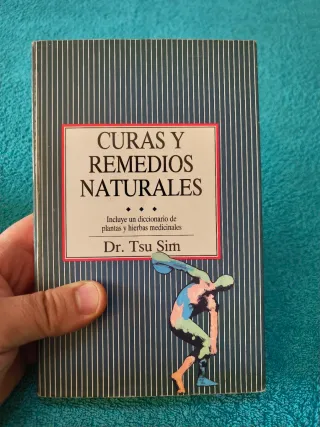 CURAS Y
REMEDIOS
NATURALES
Incluye un diccionario de
plantas y hierbas medicinales
Dr. Tsu Sim